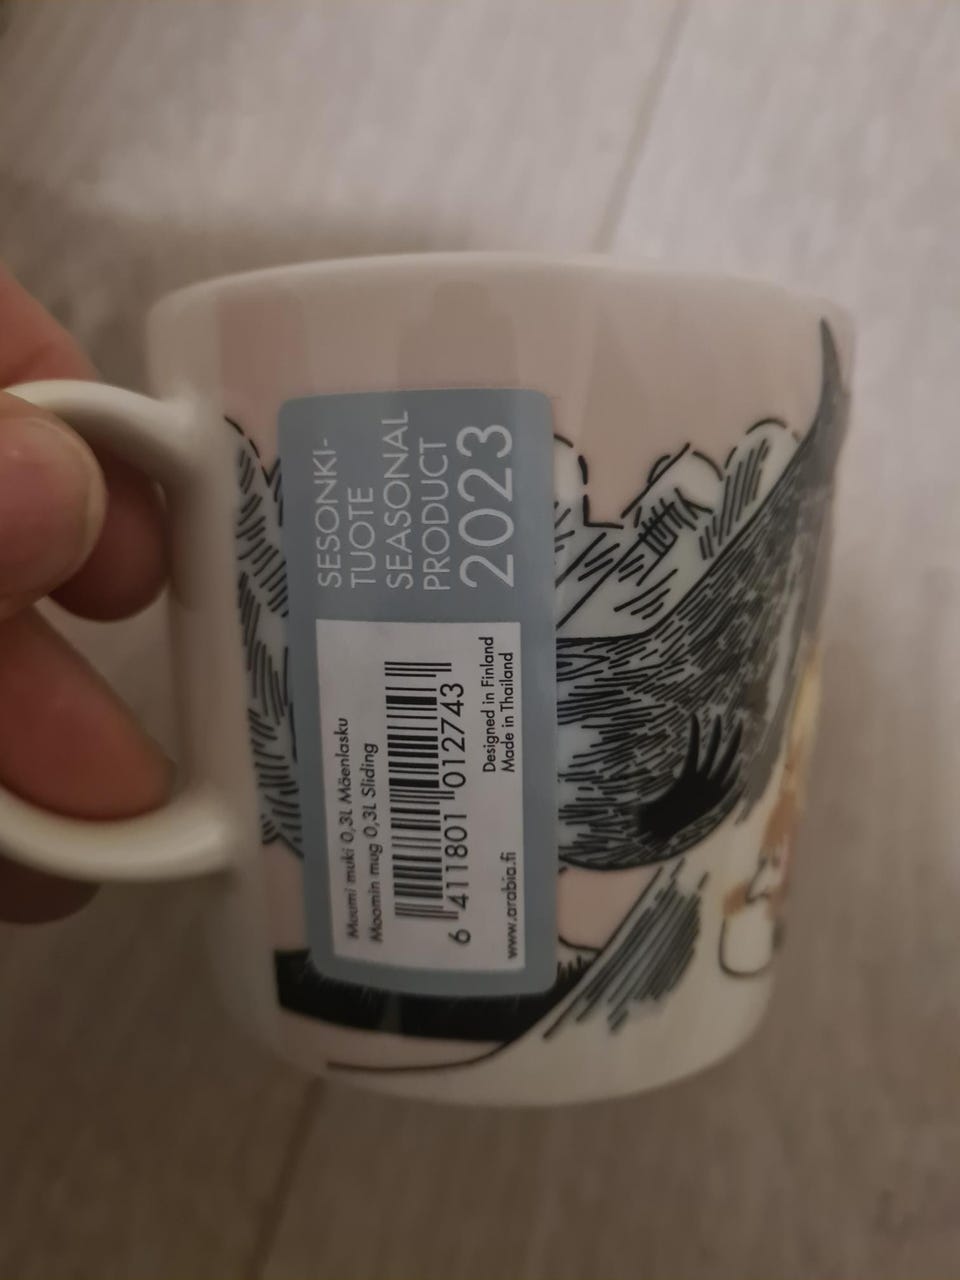 SESONKI-
TUOTE
SEASONAL
PRODUCT
2023
Muumi muki 0,3L Mäenlasku
Moomin mug 0,3L Sliding
6 411801 012743
Designed in Finland
Made in Thailand
www.arabia.fi